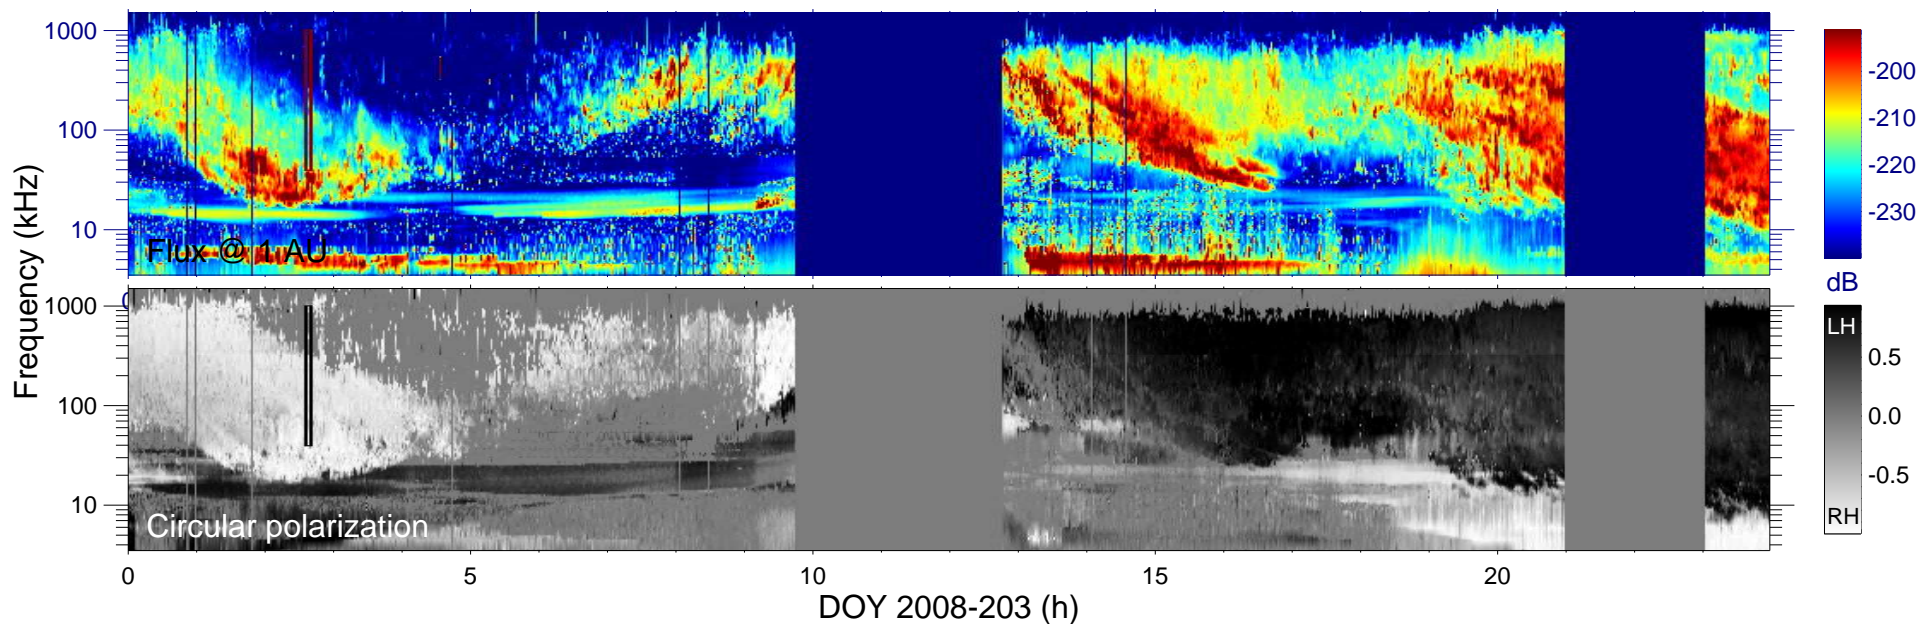 1000
100
10
Flux @ 1 AU
-200
-210
-220
-230
dB
Frequency (kHz)
0
1000
100
10
Circular polarization
LH
0.5
0.0
-0.5
RH
0
5
10
15
20
DOY 2008-203 (h)